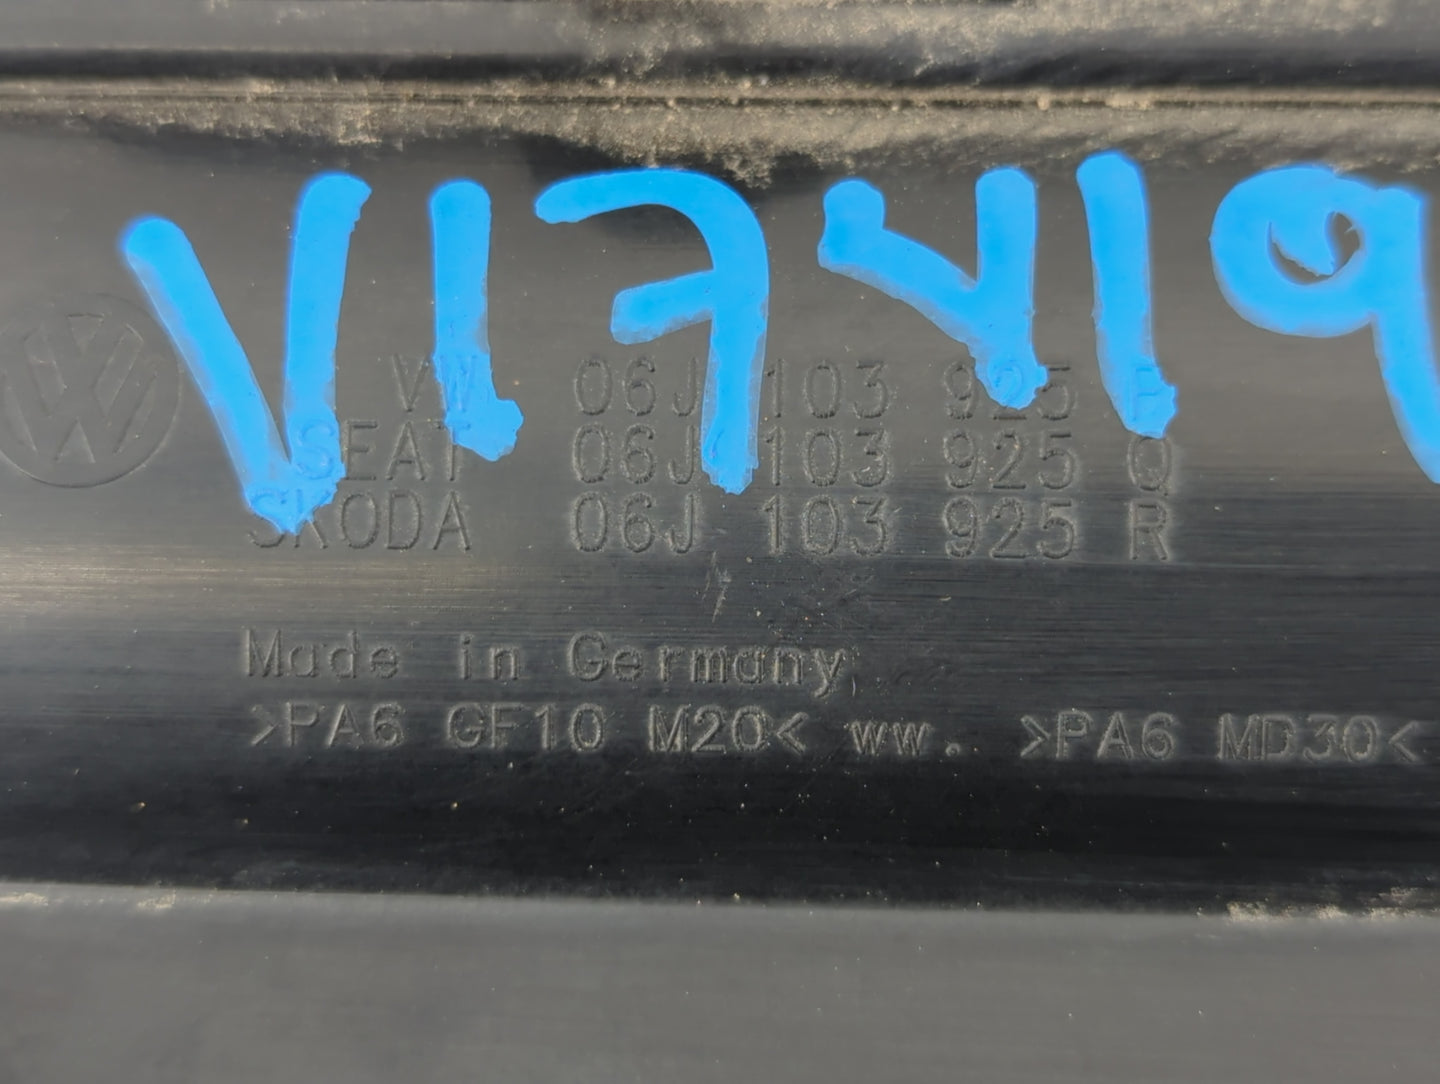 V17419
VW 06J 103 925 P
SEAT 06J 103 925 Q
SKODA 06J 103 925 R
Made in Germany
>PA6 GF10 M20< ww. >PA6 MD30<